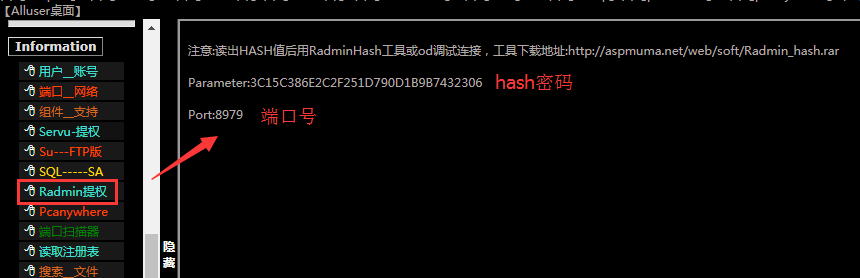 【Alluser桌面】
Information
用户__账号
端口__网络
组件__支持
Servu-提权
Su---FTP版
SQL-----SA
Radmin提权
Pcanywhere
端口扫描器
读取注册表
搜索__文件
隐藏
注意:读出HASH值后用RadminHash工具或od调试连接，工具下载地址:http://aspmuma.net/web/soft/Radmin_hash.rar
Parameter:3C15C386E2C2F251D790D1B9B7432306 hash密码
Port:8979 端口号